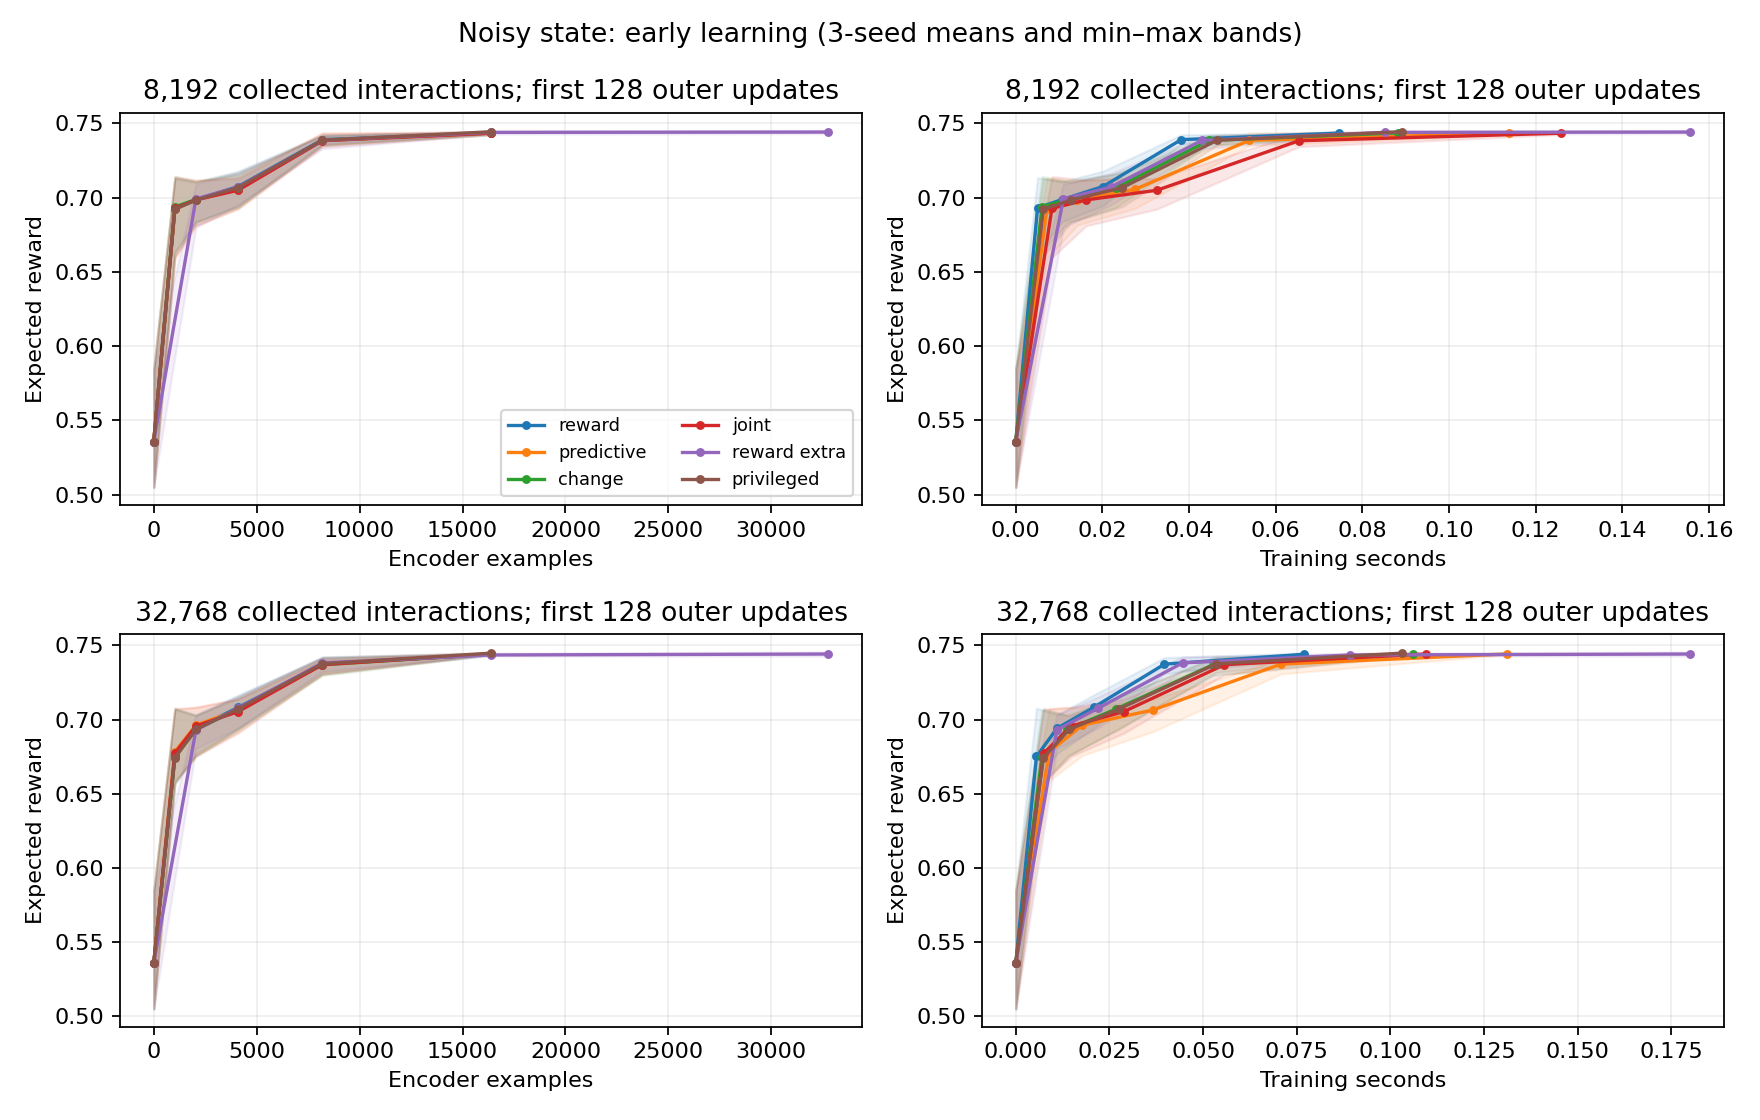 Noisy state: early learning (3-seed means and min–max bands)
8,192 collected interactions; first 128 outer updates
0.75
0.70
0.65
0.60
0.55
0.50
Expected reward
0 5000 10000 15000 20000 25000 30000
Encoder examples
reward
predictive
change
joint
reward extra
privileged
8,192 collected interactions; first 128 outer updates
0.75
0.70
0.65
0.60
0.55
0.50
Expected reward
0.00 0.02 0.04 0.06 0.08 0.10 0.12 0.14 0.16
Training seconds
32,768 collected interactions; first 128 outer updates
0.75
0.70
0.65
0.60
0.55
0.50
Expected reward
0 5000 10000 15000 20000 25000 30000
Encoder examples
32,768 collected interactions; first 128 outer updates
0.75
0.70
0.65
0.60
0.55
0.50
Expected reward
0.000 0.025 0.050 0.075 0.100 0.125 0.150 0.175
Training seconds